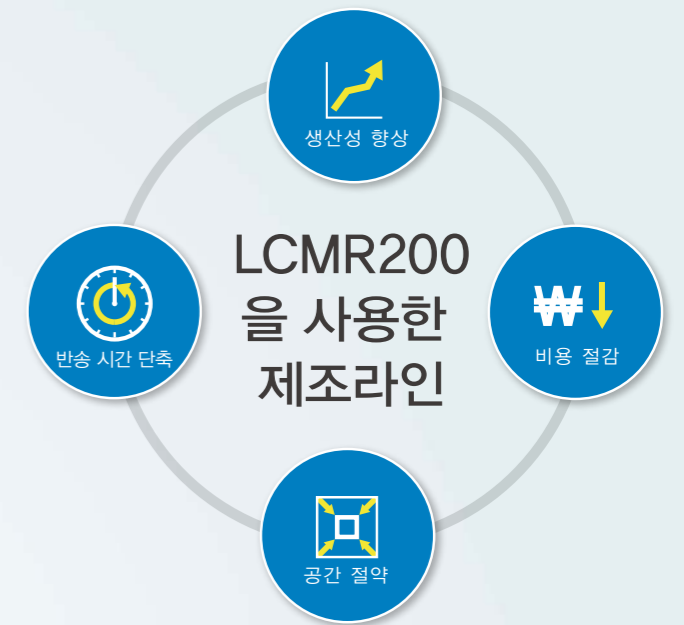 생산성 향상
LCMR200
을 사용한
제조라인
반송 시간 단축
비용 절감
공간 절약